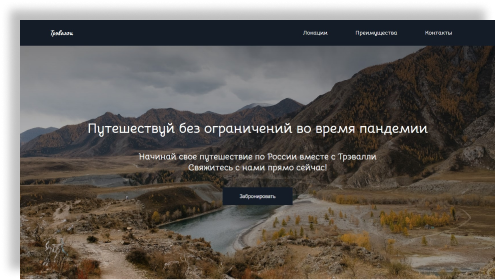 Трэвалли
Локации
Преимущества
Контакты
Путешествуй без ограничений во время пандемии
Начинай свое путешествие по России вместе с Трэвалли
Свяжитесь с нами прямо сейчас!
Забронировать